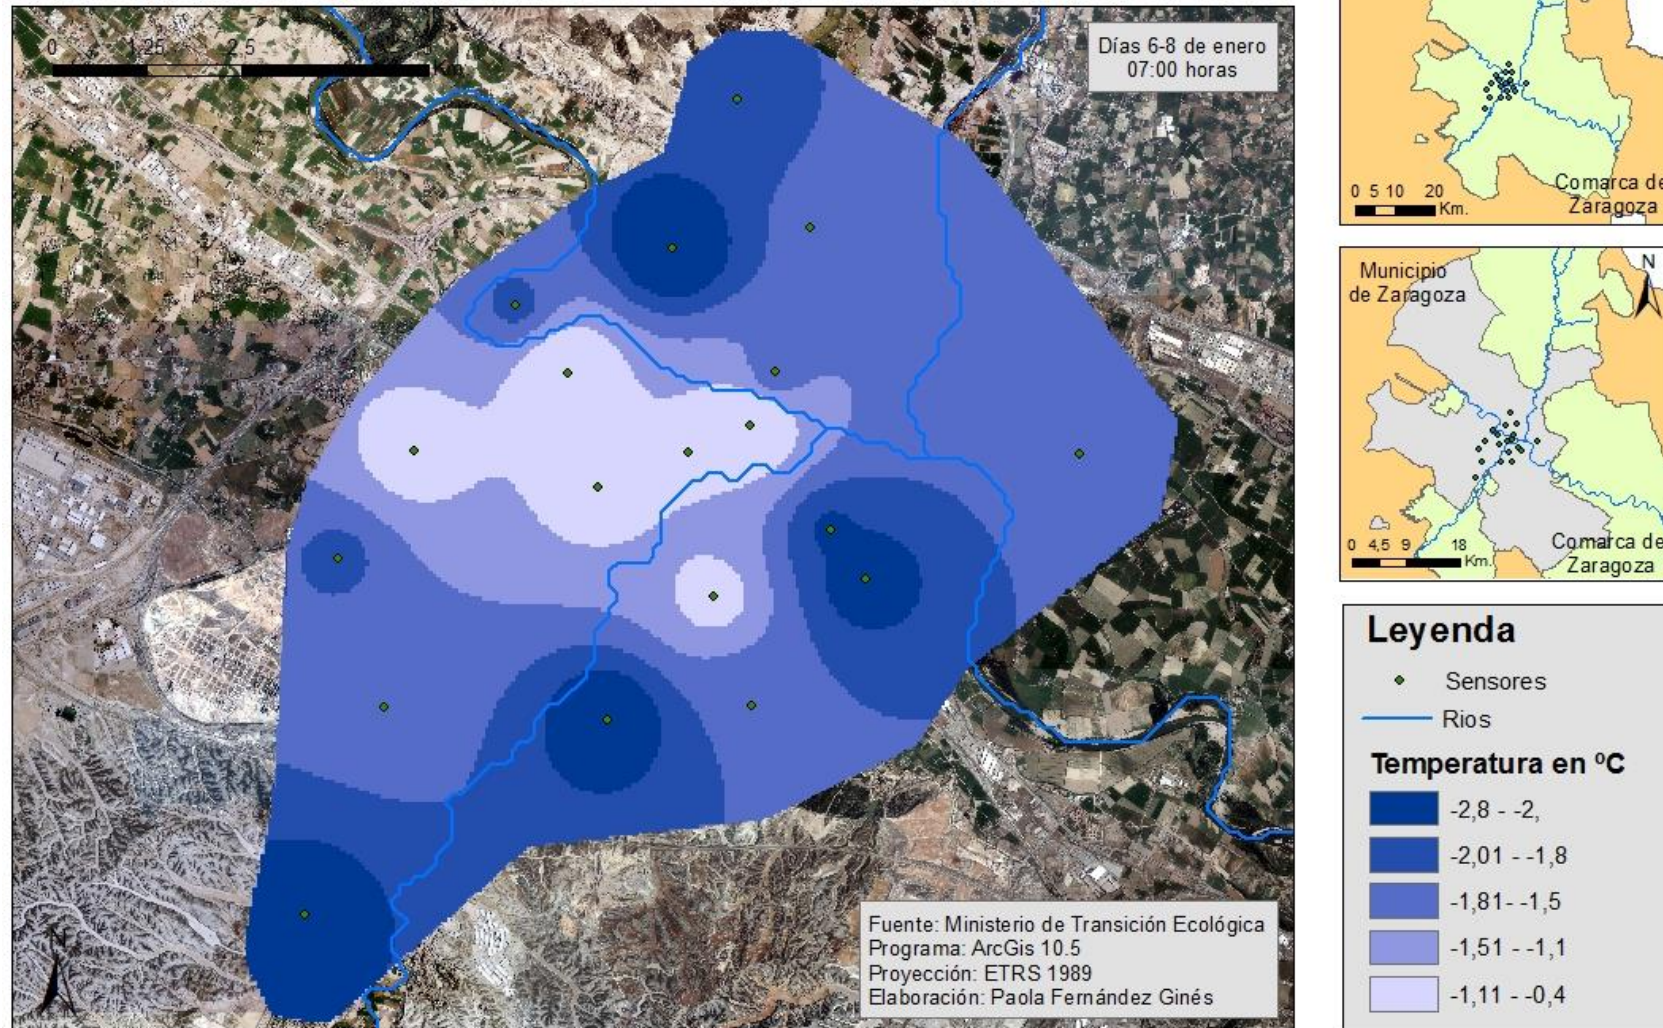 0 1,25 2,5
Km.
Días 6-8 de enero
07:00 horas
N
Fuente: Ministerio de Transición Ecológica
Programa: ArcGis 10.5
Proyección: ETRS 1989
Elaboración: Paola Fernández Ginés
0 5 10 20
Km.
Comarca de
Zaragoza
Municipio
de Zaragoza
N
0 4,5 9 18
Km.
Comarca de
Zaragoza
Leyenda
Sensores
Rios
Temperatura en ºC
-2,8 - -2,
-2,01 - -1,8
-1,81- -1,5
-1,51 - -1,1
-1,11 - -0,4